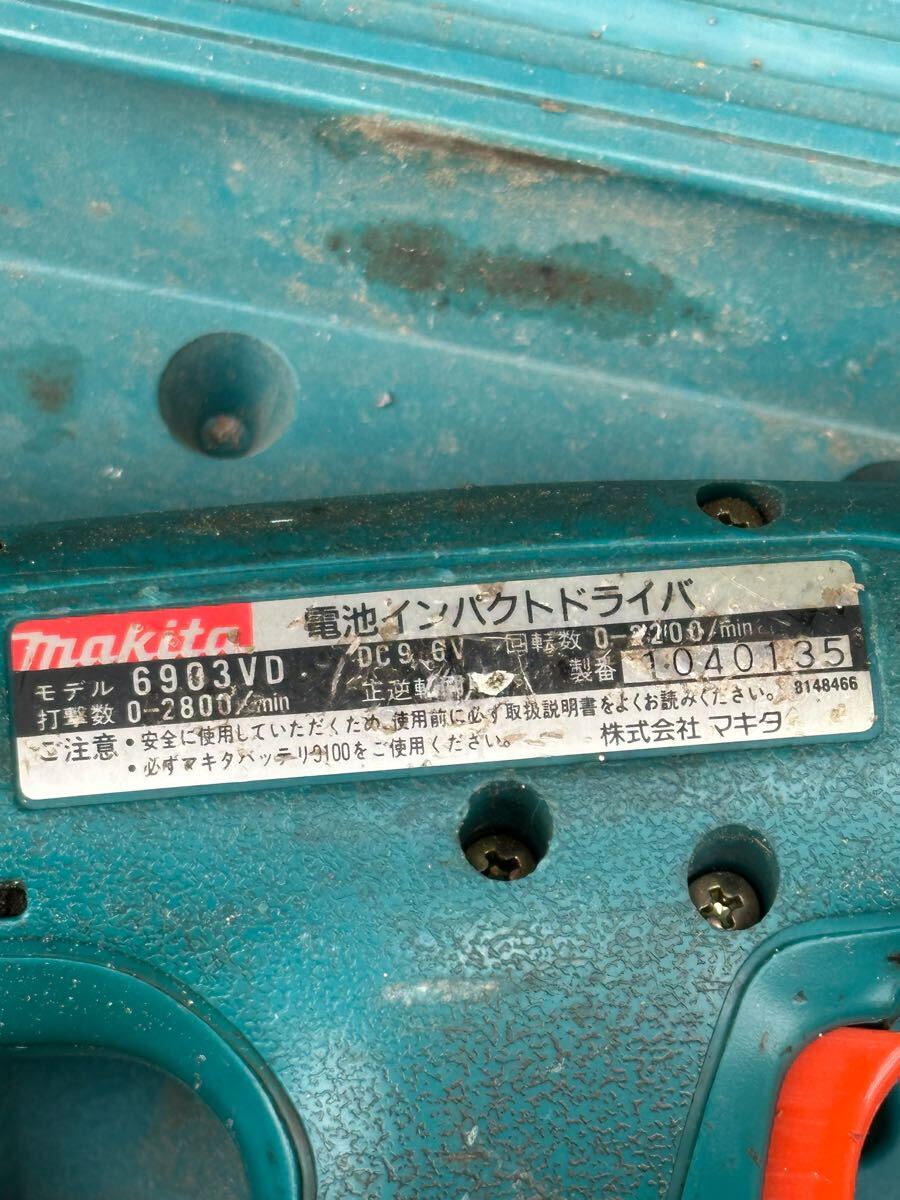 makita
電池インパクトドライバ
モデル 6903VD DC9.6V 回転数 0-2200/min
打撃数 0-2800/min 正逆転 製番 1040135
ご注意 ・安全に使用していただくため、使用前に必ず取扱説明書をよくお読みください。 8148466
・必ずマキタバッテリ9100をご使用ください。 株式会社 マキタ